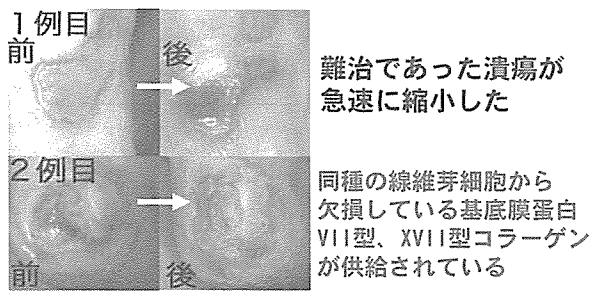 1例目
前
後
難治であった潰瘍が
急速に縮小した
2例目
前
後
同種の線維芽細胞から
欠損している基底膜蛋白
VII型、XVII型コラーゲン
が供給されている